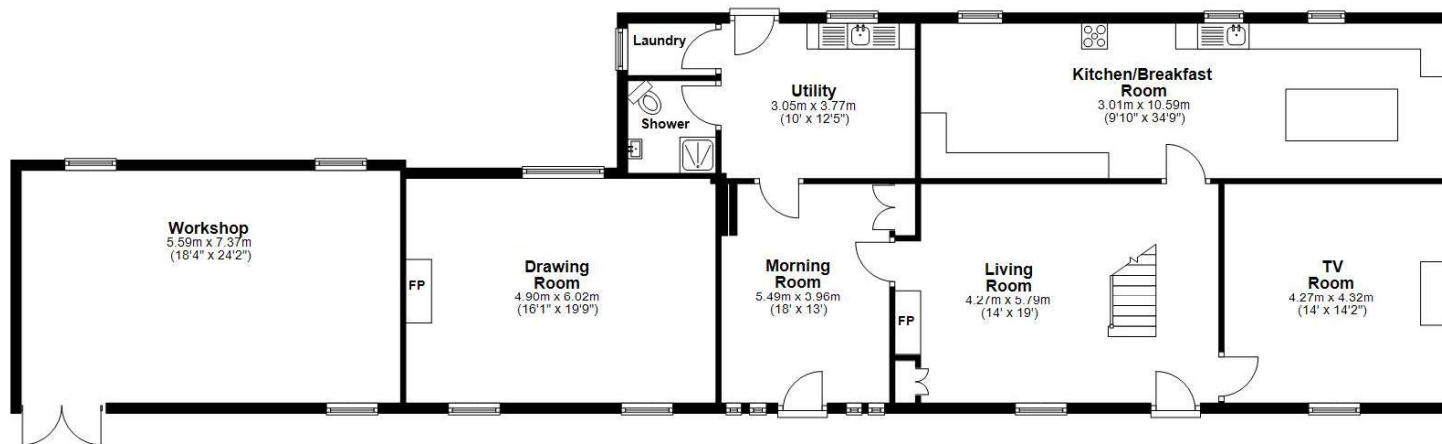 Laundry
Utility
3.05m x 3.77m
(10' x 12'5")
Kitchen/Breakfast
Room
3.01m x 10.59m
(9'10" x 34'9")
Shower
Workshop
5.59m x 7.37m
(18'4" x 24'2")
FP
Drawing
Room
4.90m x 6.02m
(16'1" x 19'9")
Morning
Room
5.49m x 3.96m
(18' x 13')
FP
Living
Room
4.27m x 5.79m
(14' x 19')
TV
Room
4.27m x 4.32m
(14' x 14'2")